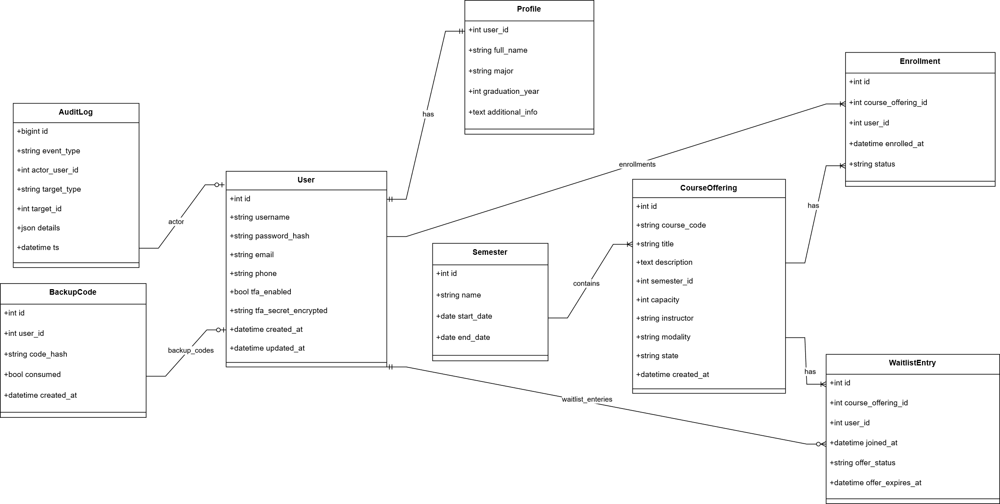 Profile
+int user_id
+string full_name
+string major
+int graduation_year
+text additional_info
Enrollment
+int id
+int course_offering_id
+int user_id
+datetime enrolled_at
+string status
AuditLog
+bigint id
+string event_type
+int actor_user_id
+string target_type
+int target_id
+json details
+datetime ts
has
enrollments
User
+int id
+string username
+string password_hash
+string email
+string phone
+bool tfa_enabled
+string tfa_secret_encrypted
+datetime created_at
+datetime updated_at
actor
CourseOffering
+int id
+string course_code
+string title
+text description
+int semester_id
+int capacity
+string instructor
+string modality
+string state
+datetime created_at
has
Semester
+int id
+string name
+date start_date
+date end_date
contains
BackupCode
+int id
+int user_id
+string code_hash
+bool consumed
+datetime created_at
backup_codes
has
waitlist_enteries
WaitlistEntry
+int id
+int course_offering_id
+int user_id
+datetime joined_at
+string offer_status
+datetime offer_expires_at